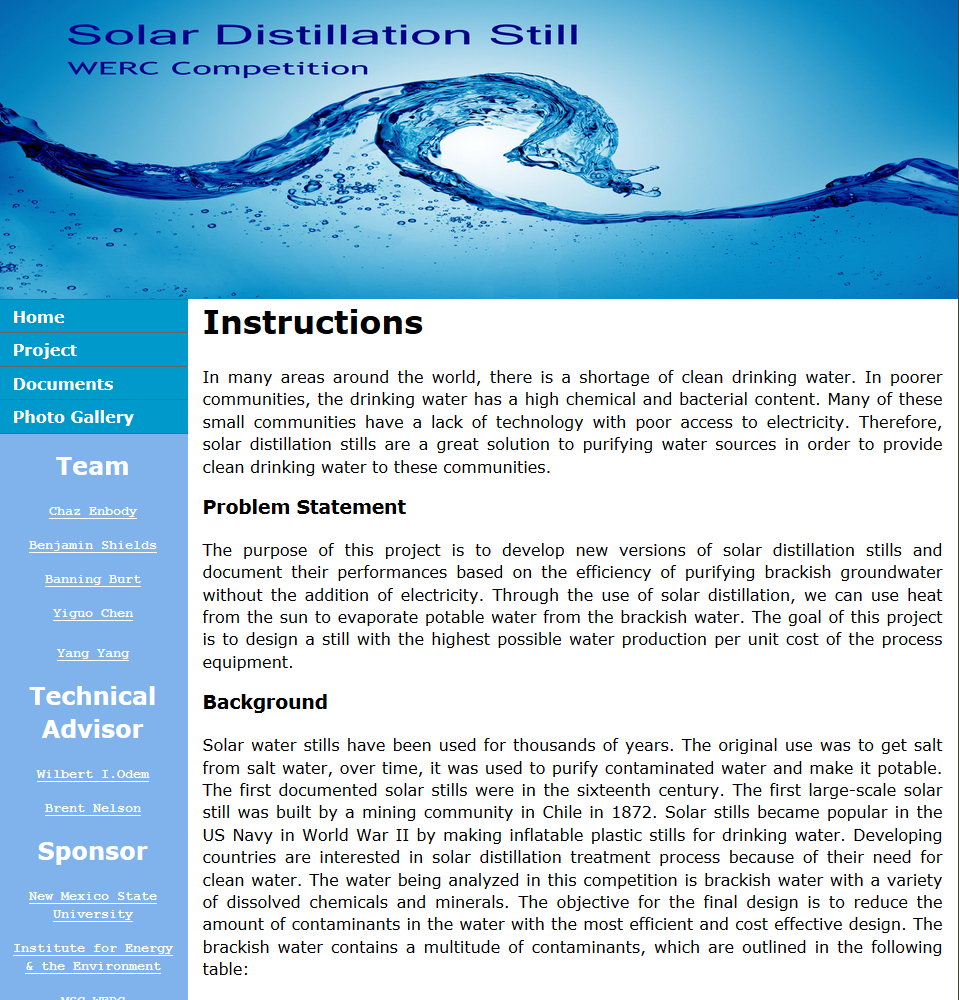 Solar Distillation Still
WERC Competition
Home
Project
Documents
Photo Gallery
Team
Chaz Enbody
Benjamin Shields
Banning Burt
Yiguo Chen
Yang Yang
Technical
Advisor
Wilbert I.Odem
Brent Nelson
Sponsor
New Mexico State
University
Institute for Energy
& the Environment
MSC WERC
Instructions
In many areas around the world, there is a shortage of clean drinking water. In poorer
communities, the drinking water has a high chemical and bacterial content. Many of these
small communities have a lack of technology with poor access to electricity. Therefore,
solar distillation stills are a great solution to purifying water sources in order to provide
clean drinking water to these communities.
Problem Statement
The purpose of this project is to develop new versions of solar distillation stills and
document their performances based on the efficiency of purifying brackish groundwater
without the addition of electricity. Through the use of solar distillation, we can use heat
from the sun to evaporate potable water from the brackish water. The goal of this project
is to design a still with the highest possible water production per unit cost of the process
equipment.
Background
Solar water stills have been used for thousands of years. The original use was to get salt
from salt water, over time, it was used to purify contaminated water and make it potable.
The first documented solar stills were in the sixteenth century. The first large-scale solar
still was built by a mining community in Chile in 1872. Solar stills became popular in the
US Navy in World War II by making inflatable plastic stills for drinking water. Developing
countries are interested in solar distillation treatment process because of their need for
clean water. The water being analyzed in this competition is brackish water with a variety
of dissolved chemicals and minerals. The objective for the final design is to reduce the
amount of contaminants in the water with the most efficient and cost effective design. The
brackish water contains a multitude of contaminants, which are outlined in the following
table: